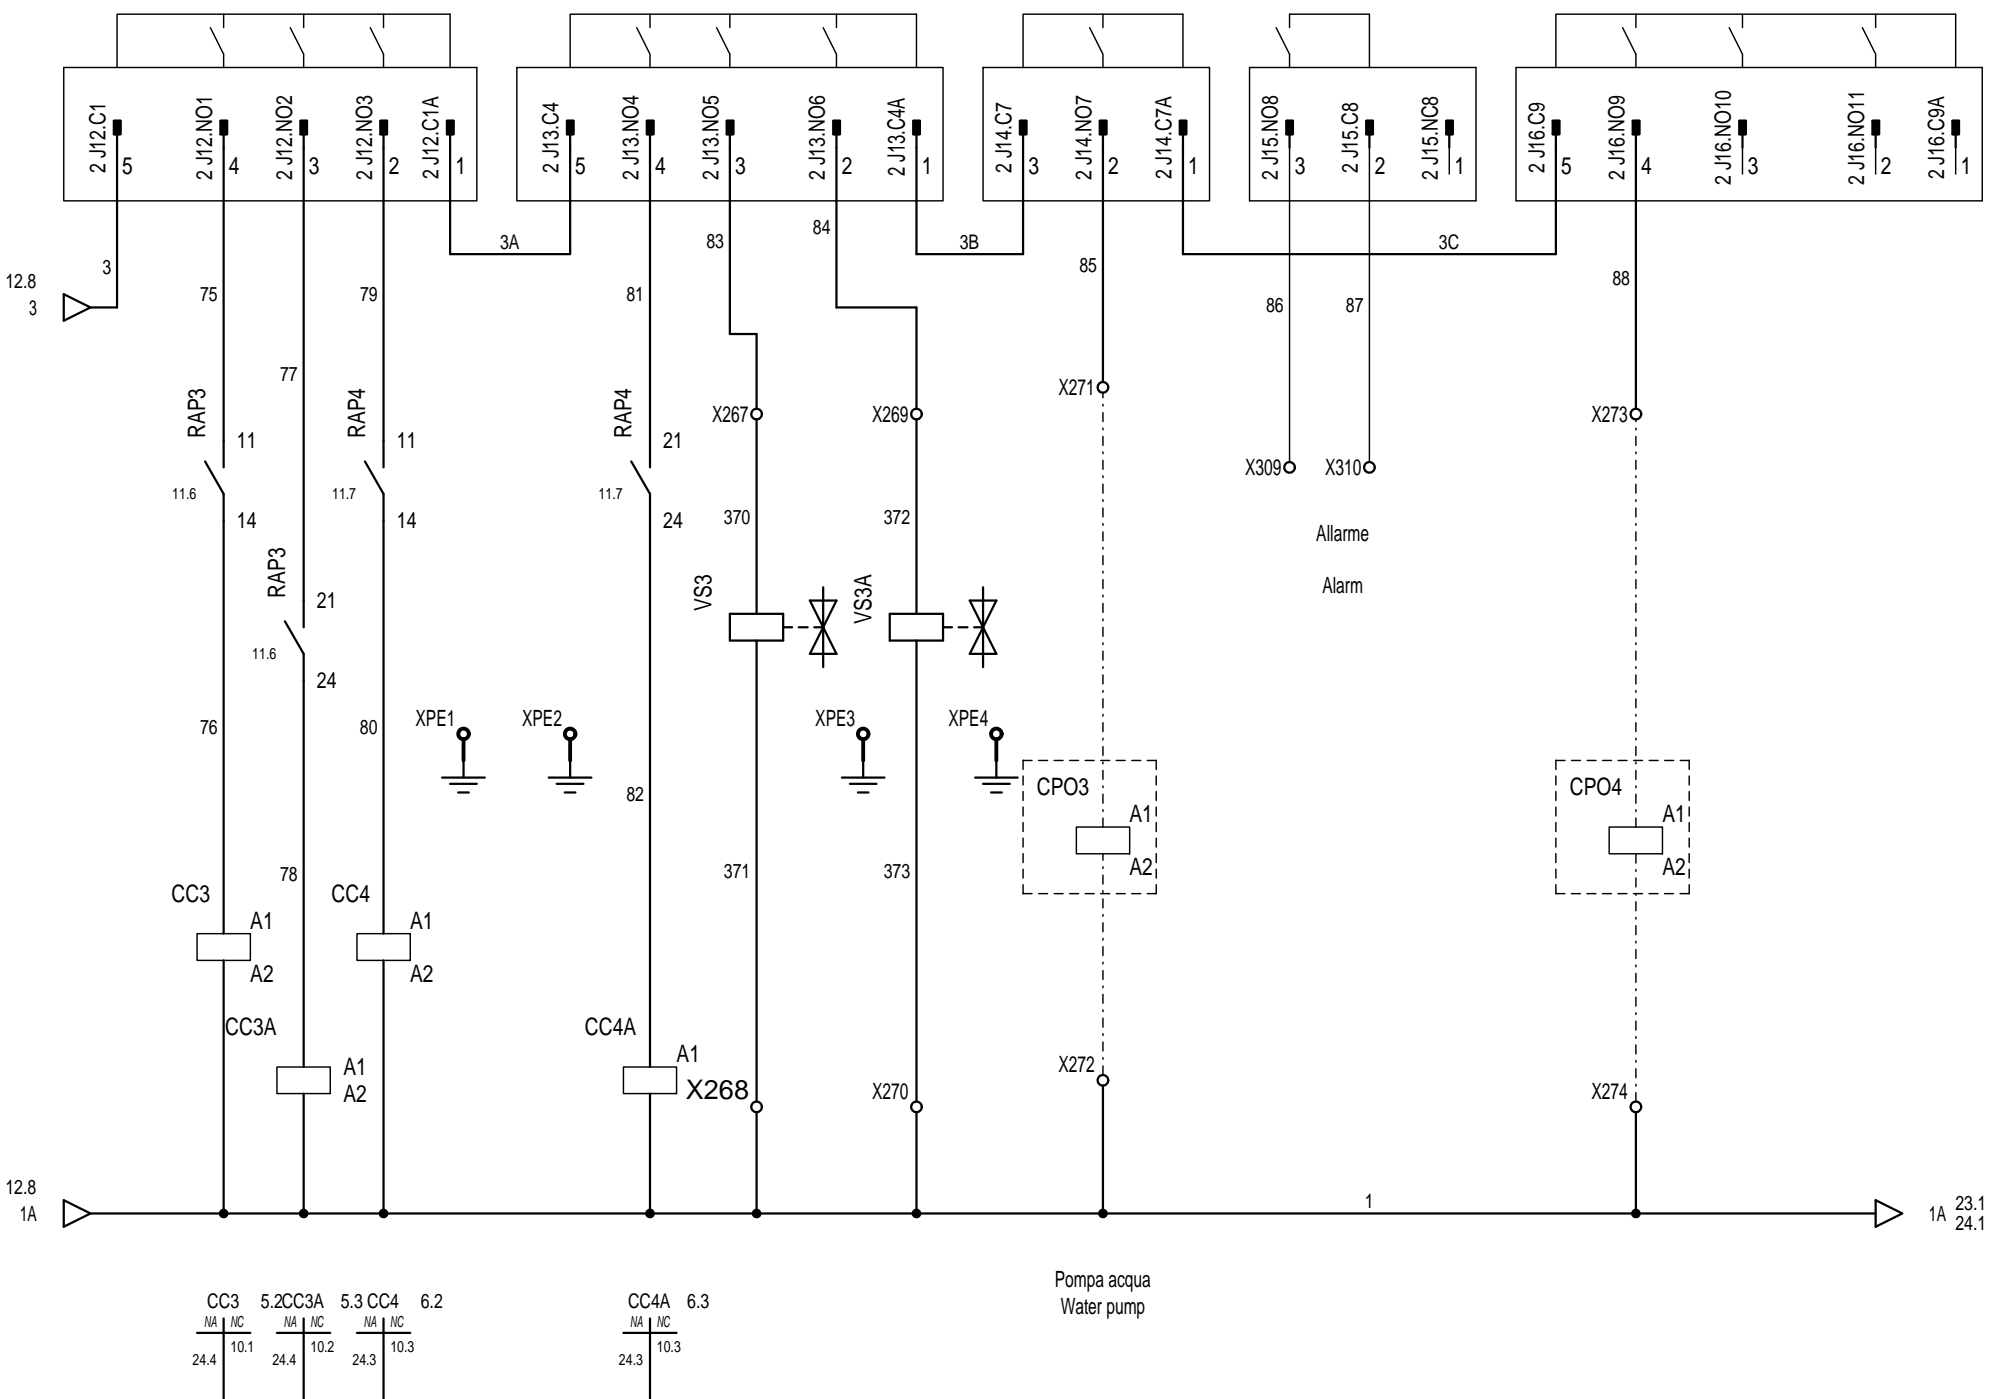 2 J12.C1
5
2 J12.NO1
4
2 J12.NO2
3
2 J12.NO3
2
2 J12.C1A
1
2 J13.C4
5
2 J13.NO4
4
2 J13.NO5
3
2 J13.NO6
2
2 J13.C4A
1
2 J14.C7
3
2 J14.NO7
2
2 J14.C7A
1
2 J15.NO8
3
2 J15.C8
2
2 J15.NC8
1
2 J16.C9
5
2 J16.NO9
4
2 J16.NO10
3
2 J16.NO11
2
2 J16.C9A
1
3A
83
84
3B
3C
12.8
3
3
75
79
81
85
86
87
88
77
RAP3
11
11.6
14
RAP4
11
11.7
14
RAP4
21
11.7
24
X267
X269
X271
X309
X310
X273
370
372
Allarme
Alarm
RAP3
21
11.6
24
VS3
VS3A
76
80
XPE1
XPE2
82
XPE3
XPE4
CPO3
A1
A2
CPO4
A1
A2
78
371
373
CC3
A1
A2
CC4
A1
A2
CC3A
A1
A2
CC4A
A1
X268
X270
X272
X274
12.8
1A
1
1A
23.1
24.1
Pompa acqua
Water pump
CC3 5.2
NA NC
24.4 10.1
CC3A 5.3
NA NC
24.4 10.2
CC4 6.2
NA NC
24.3 10.3
CC4A 6.3
NA NC
24.3 10.3